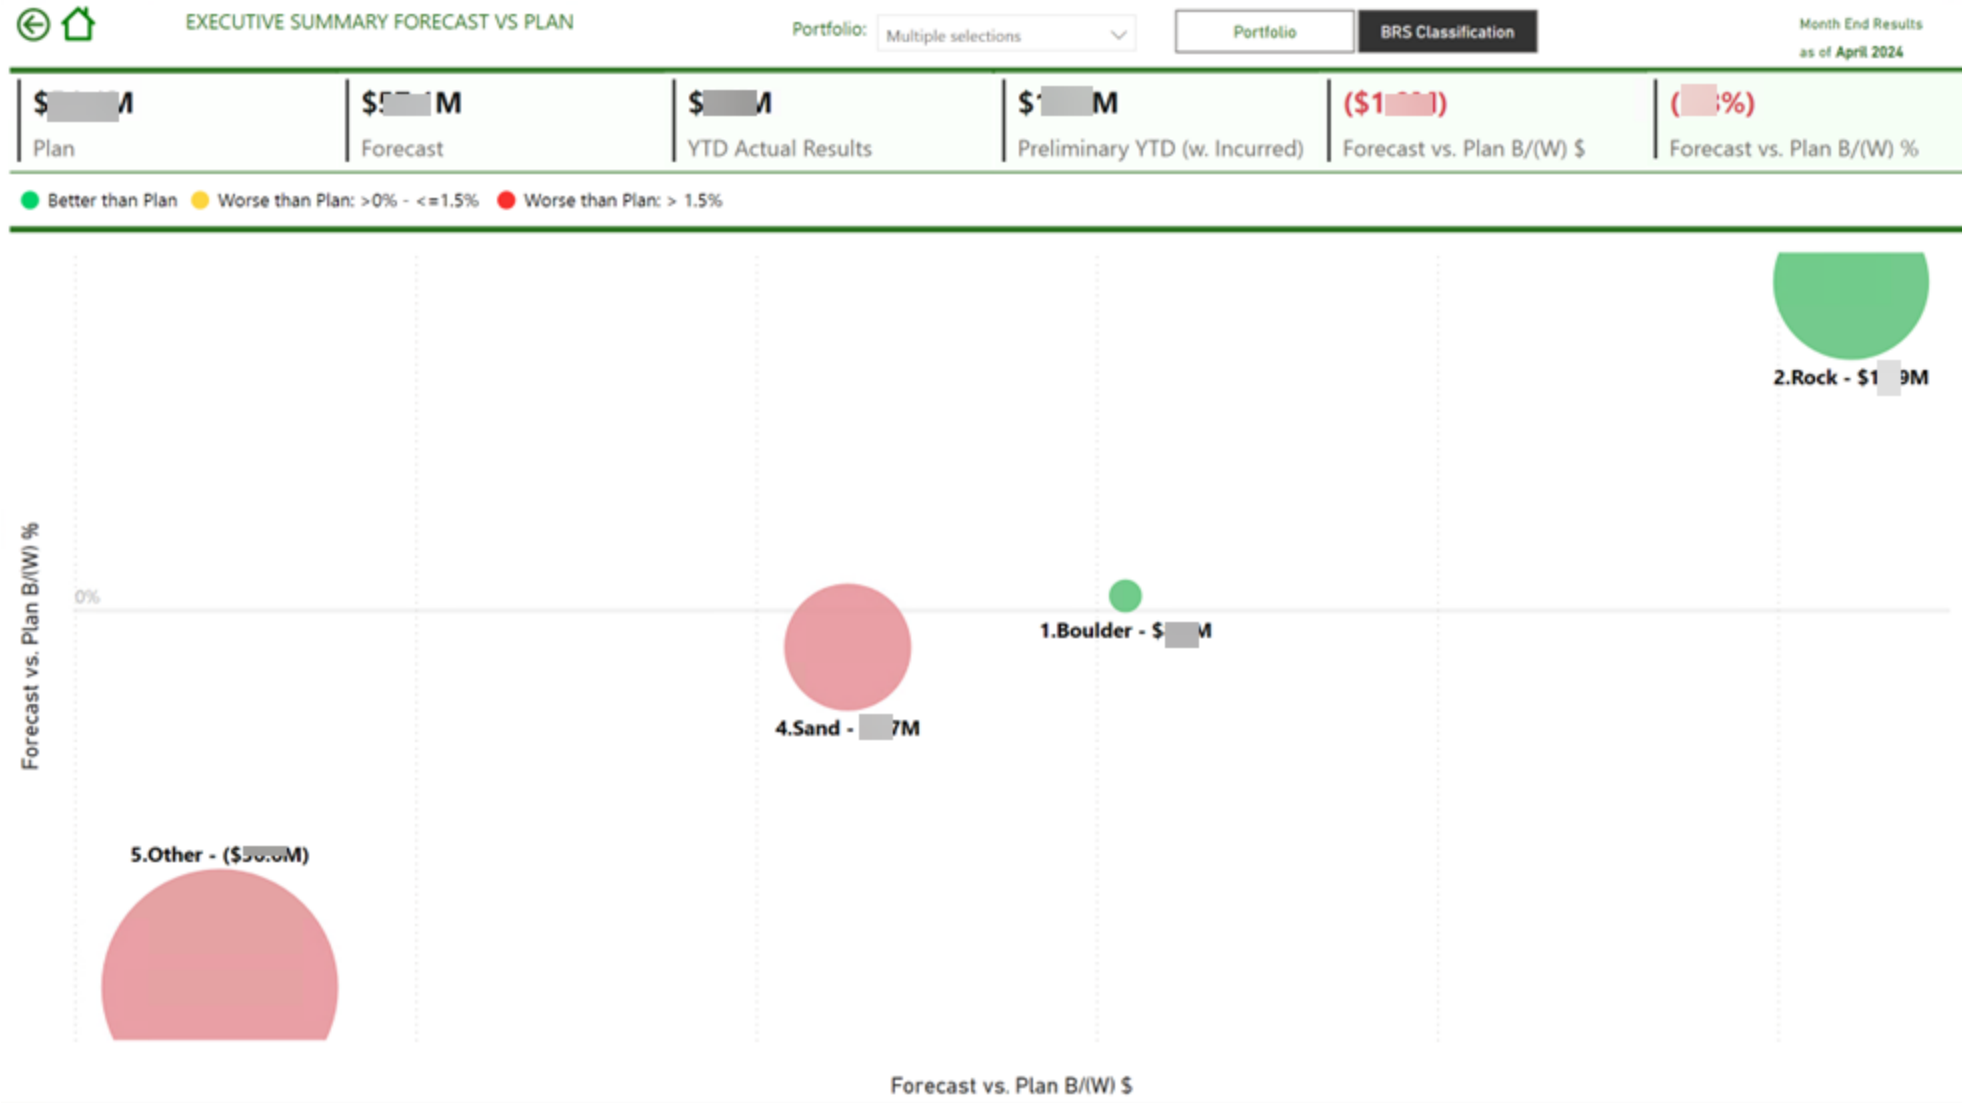 EXECUTIVE SUMMARY FORECAST VS PLAN
Portfolio: Multiple selections
Portfolio
BRS Classification
Month End Results
as of April 2024
Plan
Forecast
YTD Actual Results
Preliminary YTD (w. Incurred)
Forecast vs. Plan B/(W) $
Forecast vs. Plan B/(W) %
Better than Plan
Worse than Plan: >0% - <=1.5%
Worse than Plan: > 1.5%
2.Rock -
0%
1.Boulder -
4.Sand -
5.Other -
Forecast vs. Plan B/(W) %
Forecast vs. Plan B/(W) $